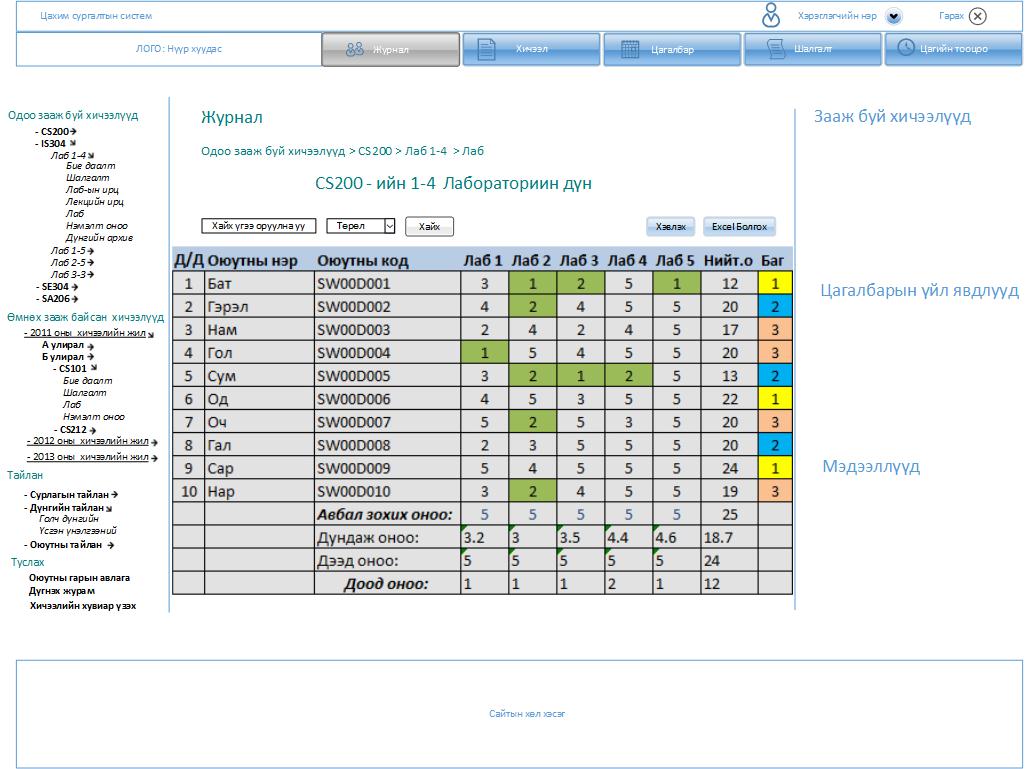 Цахим сургалтын систем
Хэрэглэгчийн нэр
Гарах
ЛОГО: Нүүр хуудас
Журнал
Хичээл
Цагалбар
Шалгалт
Цагийн тооцоо
Одоо зааж буй хичээлүүд
- CS200
- IS304
Лаб 1-4
Бие даалт
Шалгалт
Лаб-ын ирц
Лекцийн ирц
Лаб
Нэмэлт оноо
Дүнгийн архив
Лаб 1-5
Лаб 2-5
Лаб 3-3
- SE304
- SA206
Өмнөх зааж байсан хичээлүүд
- 2011 оны хичээлийн жил
А улирал
Б улирал
- CS101
Бие даалт
Шалгалт
Лаб
Нэмэлт оноо
- CS212
- 2012 оны хичээлийн жил
- 2013 оны хичээлийн жил
Тайлан
- Сурлагын тайлан
- Дүнгийн тайлан
Голч дүнгийн
Үсгэн үнэлгээний
- Оюутны тайлан
Туслах
Оюутны гарын авлага
Дүгнэх журам
Хичээлийн хувиар үзэх
Журнал
Одоо зааж буй хичээлүүд > CS200 > Лаб 1-4 > Лаб
CS200 - ийн 1-4 Лабораториин дүн
Хайх үгээ оруулна уу
Төрөл
Хайх
Хэвлэх
Excel Болгох
Д/Д Оюутны нэр Оюутны код Лаб 1 Лаб 2 Лаб 3 Лаб 4 Лаб 5 Нийт.о Баг
1 Бат SW00D001 3 1 2 5 1 12 1
2 Гэрэл SW00D002 4 2 4 5 5 20 2
3 Нам SW00D003 2 4 2 4 5 17 3
4 Гол SW00D004 1 5 4 5 5 20 3
5 Сум SW00D005 3 2 1 2 5 13 2
6 Од SW00D006 4 5 3 5 5 22 1
7 Оч SW00D007 5 2 5 3 5 20 3
8 Гал SW00D008 2 3 5 5 5 20 2
9 Сар SW00D009 5 4 5 5 5 24 1
10 Нар SW00D010 3 2 4 5 5 19 3
Авбал зохих оноо: 5 5 5 5 5 25
Дундаж оноо: 3.2 3 3.5 4.4 4.6 18.7
Дээд оноо: 5 5 5 5 5 24
Доод оноо: 1 1 1 2 1 12
Зааж буй хичээлүүд
Цагалбарын үйл явдлууд
Мэдээллүүд
Сайтын хөл хэсэг